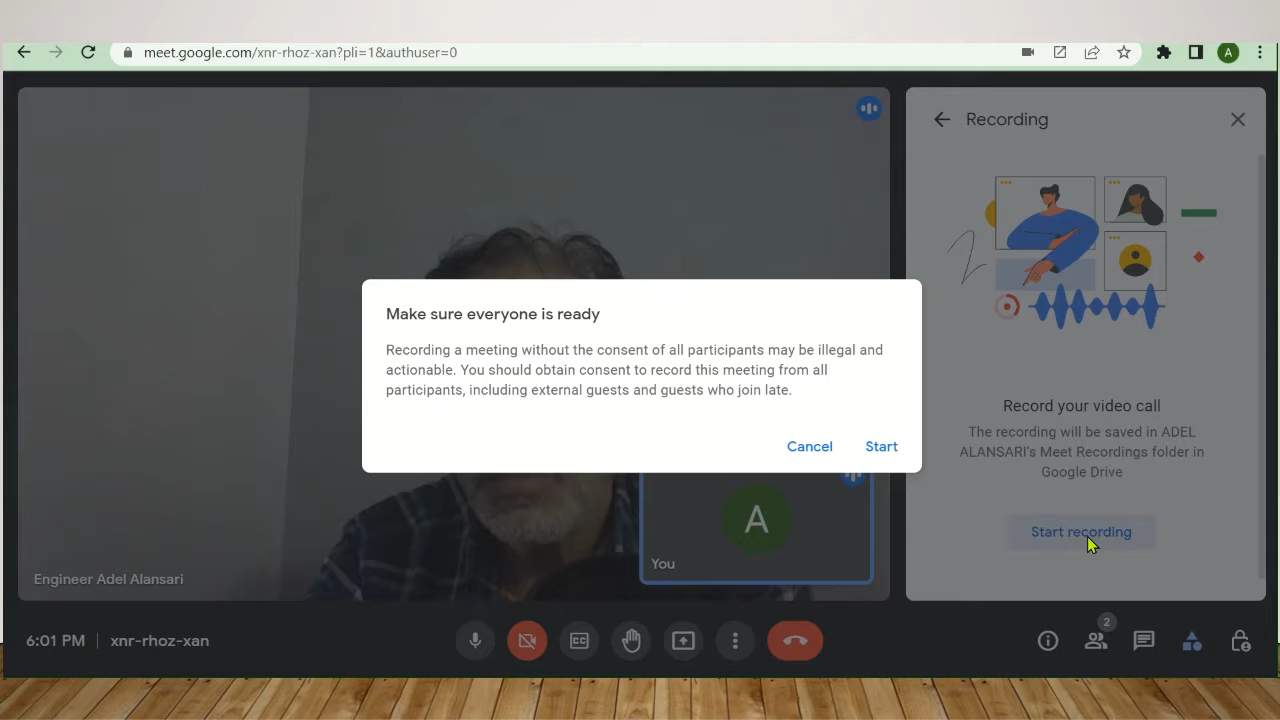 meet.google.com/xnr-rhoz-xan?pli=1&authuser=0
A
Recording
Make sure everyone is ready
Recording a meeting without the consent of all participants may be illegal and
actionable. You should obtain consent to record this meeting from all
participants, including external guests and guests who join late.
Cancel Start
Record your video call
The recording will be saved in ADEL
ALANSARI's Meet Recordings folder in
Google Drive
Start recording
A
You
Engineer Adel Alansari
6:01 PM | xnr-rhoz-xan
CC
2